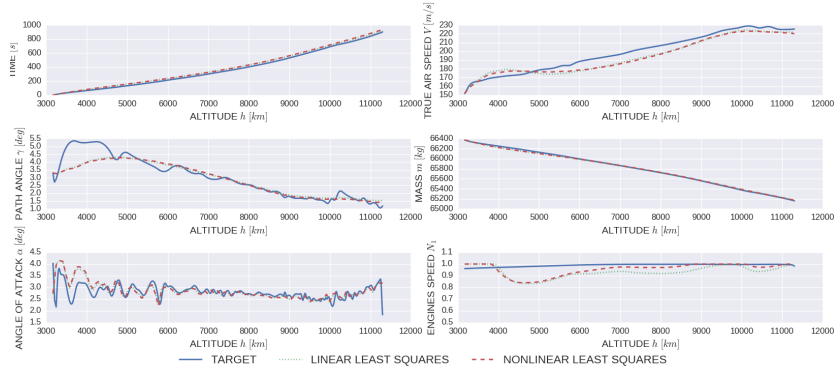 TIME [s]
1000
800
600
400
200
0
3000 4000 5000 6000 7000 8000 9000 10000 11000 12000
ALTITUDE h [km]
TRUE AIR SPEED V [m/s]
230
220
210
200
190
180
170
160
150
3000 4000 5000 6000 7000 8000 9000 10000 11000 12000
ALTITUDE h [km]
PATH ANGLE γ [deg]
5.5
5.0
4.5
4.0
3.5
3.0
2.5
2.0
1.5
1.0
3000 4000 5000 6000 7000 8000 9000 10000 11000 12000
ALTITUDE h [km]
MASS m [kg]
66400
66200
66000
65800
65600
65400
65200
65000
3000 4000 5000 6000 7000 8000 9000 10000 11000 12000
ALTITUDE h [km]
ANGLE OF ATTACK α [deg]
4.5
4.0
3.5
3.0
2.5
2.0
1.5
3000 4000 5000 6000 7000 8000 9000 10000 11000 12000
ALTITUDE h [km]
ENGINES SPEED N₁
1.1
1.0
0.9
0.8
0.7
0.6
0.5
3000 4000 5000 6000 7000 8000 9000 10000 11000 12000
ALTITUDE h [km]
TARGET LINEAR LEAST SQUARES NONLINEAR LEAST SQUARES